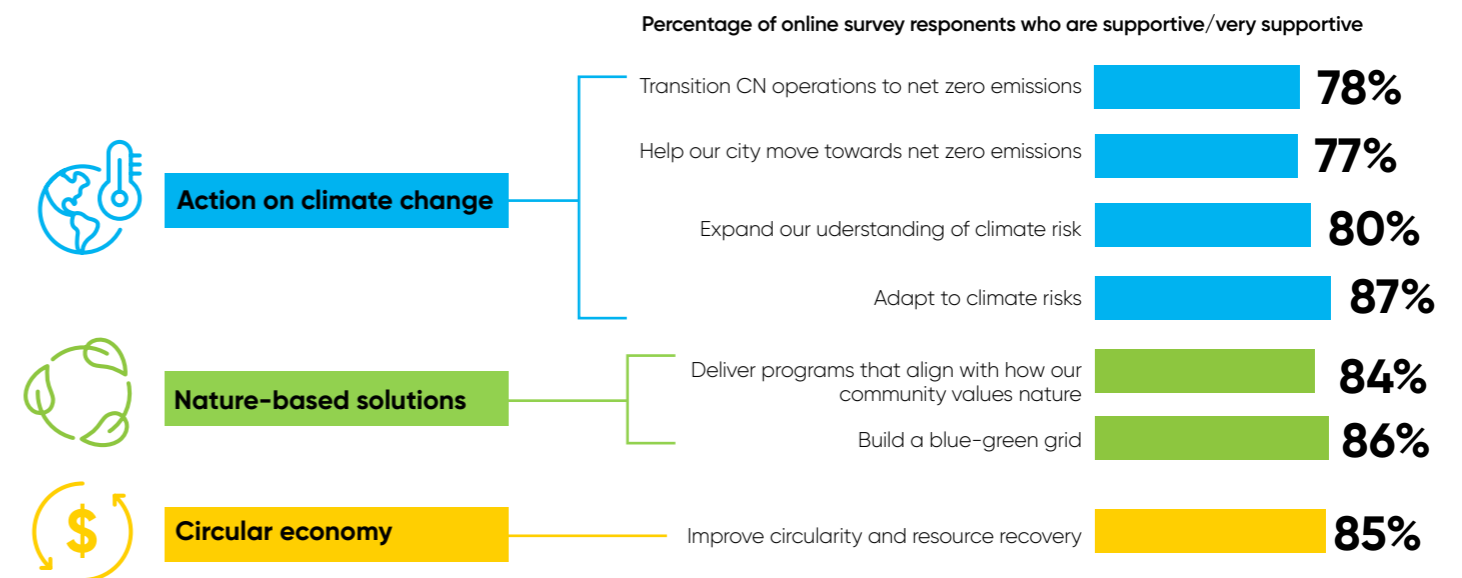 Percentage of online survey responents who are supportive/very supportive
Action on climate change
Transition CN operations to net zero emissions 78%
Help our city move towards net zero emissions 77%
Expand our uderstanding of climate risk 80%
Adapt to climate risks 87%
Nature-based solutions
Deliver programs that align with how our
community values nature 84%
Build a blue-green grid 86%
$
Circular economy
Improve circularity and resource recovery 85%